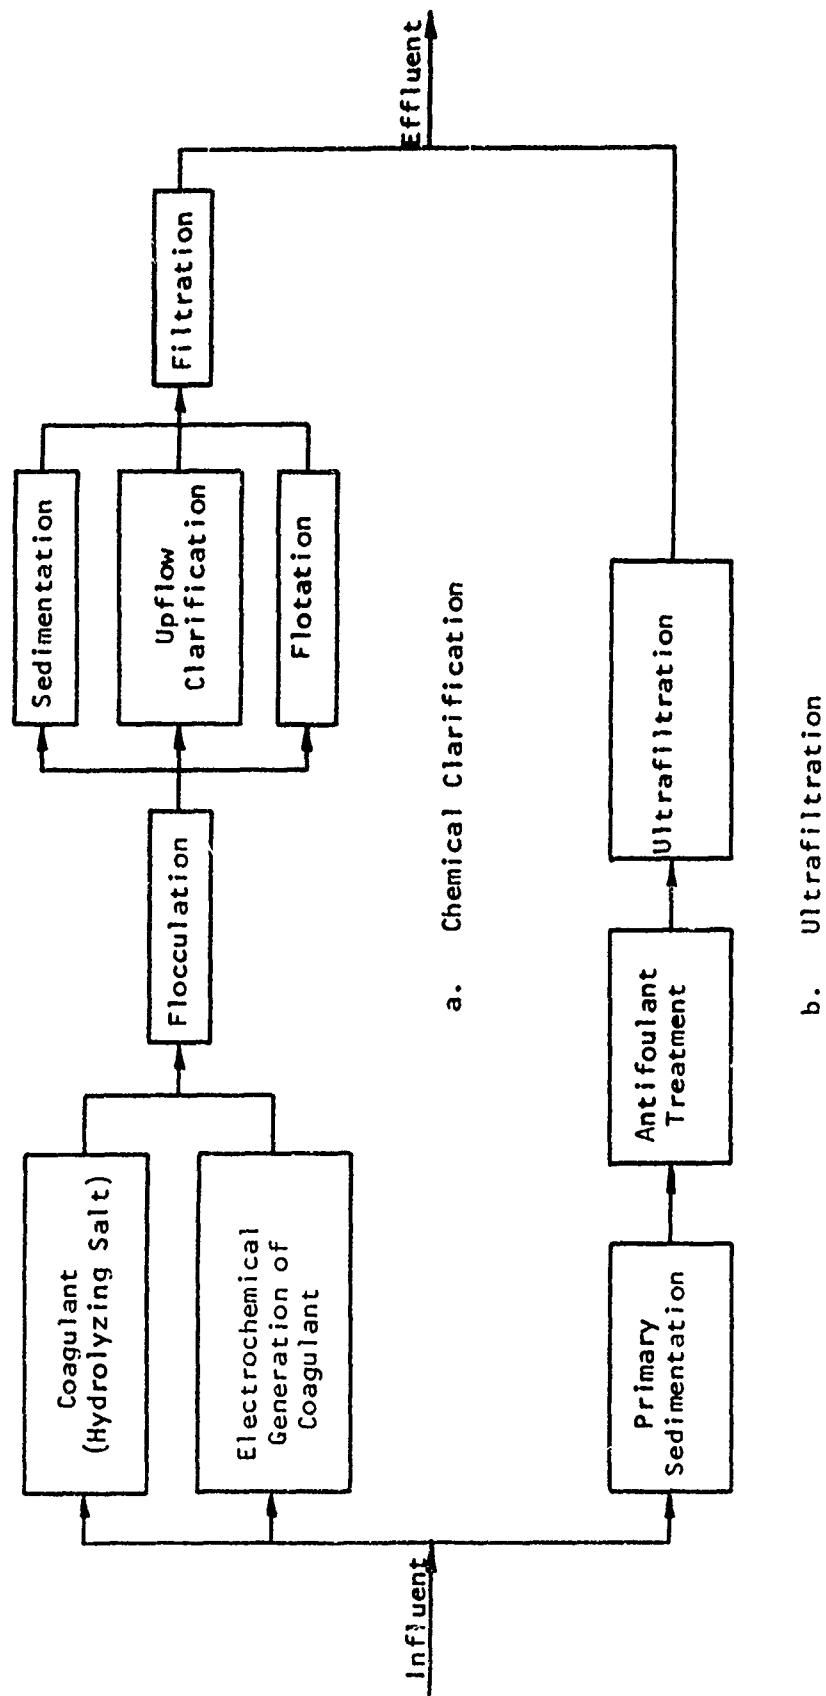 Influent
Coagulant
(Hydrolyzing Salt)
Electrochemical
Generation of
Coagulant
Flocculation
Sedimentation
Upflow
Clarification
Flotation
Filtration
Effluent
a. Chemical Clarification
Primary
Sedimentation
Antifoulant
Treatment
Ultrafiltration
b. Ultrafiltration